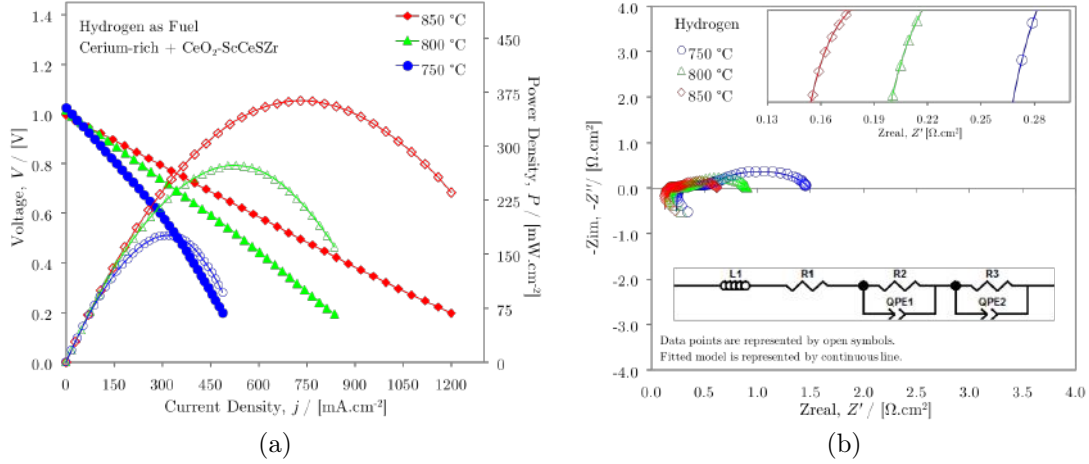 Hydrogen as Fuel
Cerium-rich + CeO₂-ScCeSZr
850 °C
800 °C
750 °C
1.4
1.2
1.0
0.8
0.6
0.4
0.2
0.0
Voltage, V / [V]
450
375
300
225
150
75
0
Power Density, P / [mW.cm⁻²]
0
150
300
450
600
750
900
1050
1200
Current Density, j / [mA.cm⁻²]
(a)
4.0
3.0
2.0
1.0
0.0
-1.0
-2.0
-3.0
-4.0
-Zim, -Z'' / [Ω.cm²]
Hydrogen
750 °C
800 °C
850 °C
0.13
0.16
0.19
0.22
0.25
0.28
Zreal, Z' [Ω.cm²]
L1
R1
R2
R3
QPE1
QPE2
Data points are represented by open symbols.
Fitted model is represented by continuous line.
0.0
0.5
1.0
1.5
2.0
2.5
3.0
3.5
4.0
Zreal, Z' / [Ω.cm²]
(b)